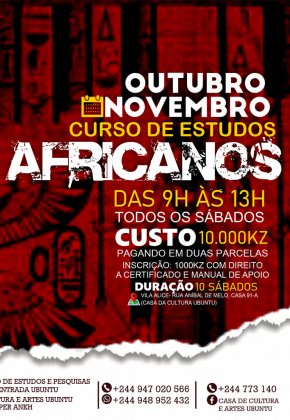 OUTUBRO
NOVEMBRO
CURSO DE ESTUDOS
AFRICANOS
DAS 9H ÀS 13H
TODOS OS SÁBADOS
CUSTO 10.000KZ
PAGANDO EM DUAS PARCELAS
INSCRIÇÃO: 1000KZ COM DIREITO
A CERTIFICADO E MANUAL DE APOIO
DURAÇÃO 10 SÁBADOS
VILA ALICE- RUA ANIBAL DE MELO, CASA 91-A
(CASA DA CULTURA UBUNTU)
O DE ESTUDOS E PESQUISAS
ENTRADA UBUNTU
URA E ARTES UBUNTU
PER ANKH
+244 947 020 566
+244 948 952 432
+244 773 140
CASA DE CULTURA
E ARTES UBUNTU